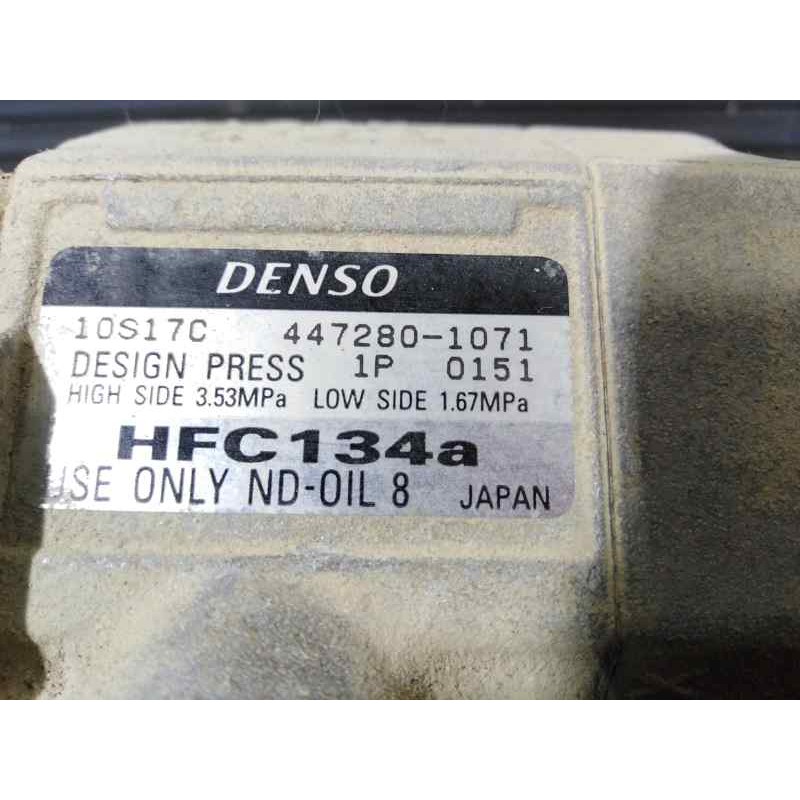 DENSO
10S17C 447280-1071
DESIGN PRESS 1P 0151
HIGH SIDE 3.53MPa LOW SIDE 1.67MPa
HFC134a
USE ONLY ND-OIL 8 JAPAN